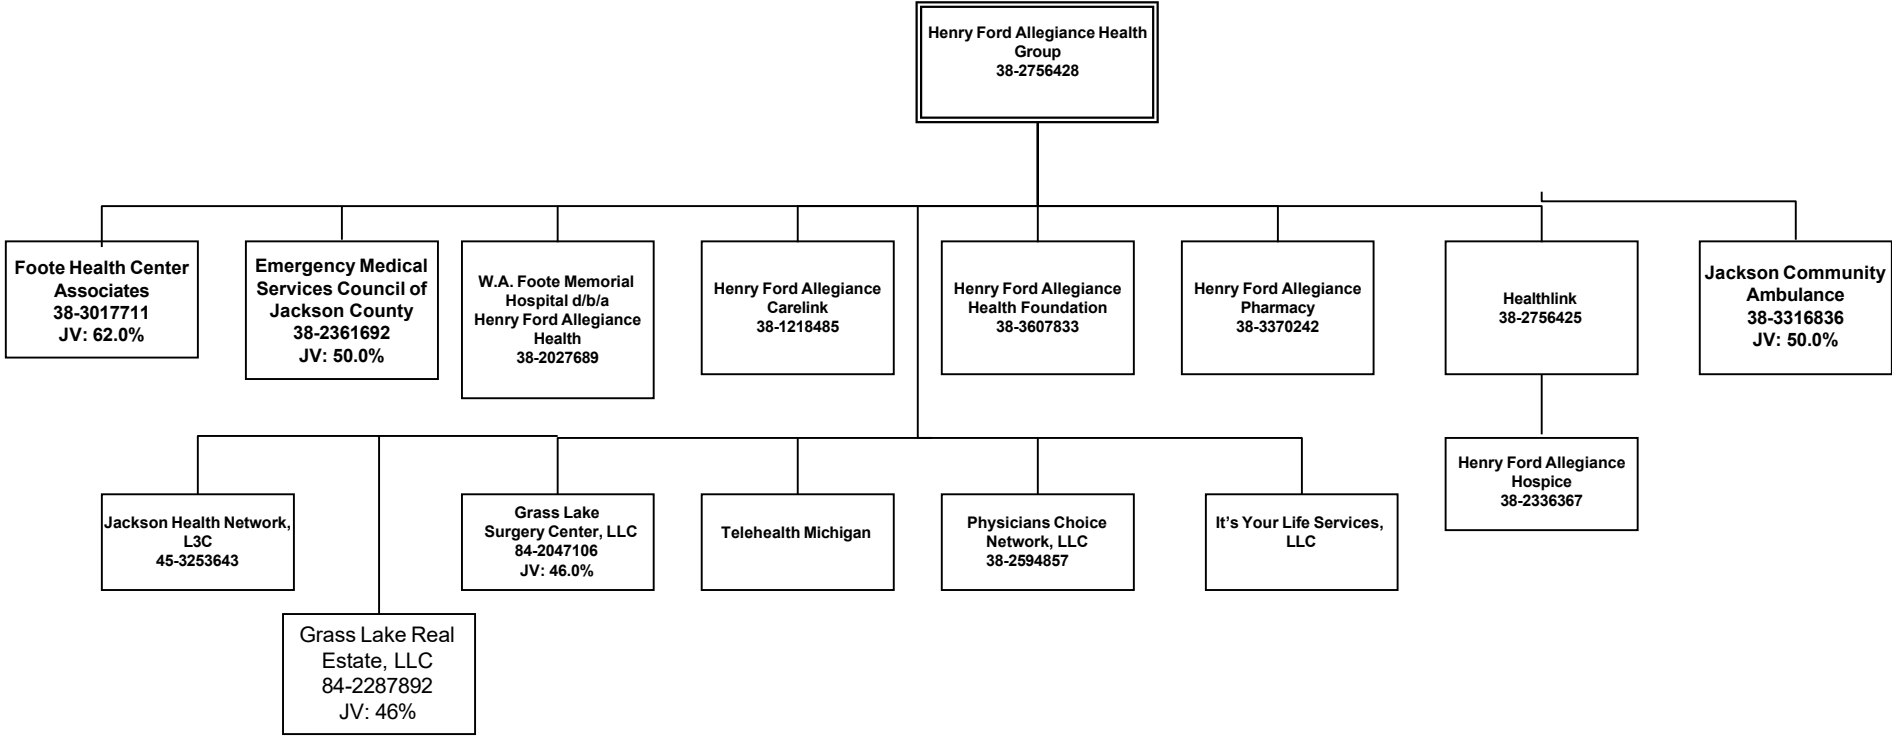 Henry Ford Allegiance Health
Group
38-2756428
Foote Health Center
Associates
38-3017711
JV: 62.0%
Emergency Medical
Services Council of
Jackson County
38-2361692
JV: 50.0%
W.A. Foote Memorial
Hospital d/b/a
Henry Ford Allegiance
Health
38-2027689
Henry Ford Allegiance
Carelink
38-1218485
Henry Ford Allegiance
Health Foundation
38-3607833
Henry Ford Allegiance
Pharmacy
38-3370242
Healthlink
38-2756425
Jackson Community
Ambulance
38-3316836
JV: 50.0%
Jackson Health Network,
L3C
45-3253643
Grass Lake
Surgery Center, LLC
84-2047106
JV: 46.0%
Telehealth Michigan
Physicians Choice
Network, LLC
38-2594857
It’s Your Life Services,
LLC
Henry Ford Allegiance
Hospice
38-2336367
Grass Lake Real
Estate, LLC
84-2287892
JV: 46%